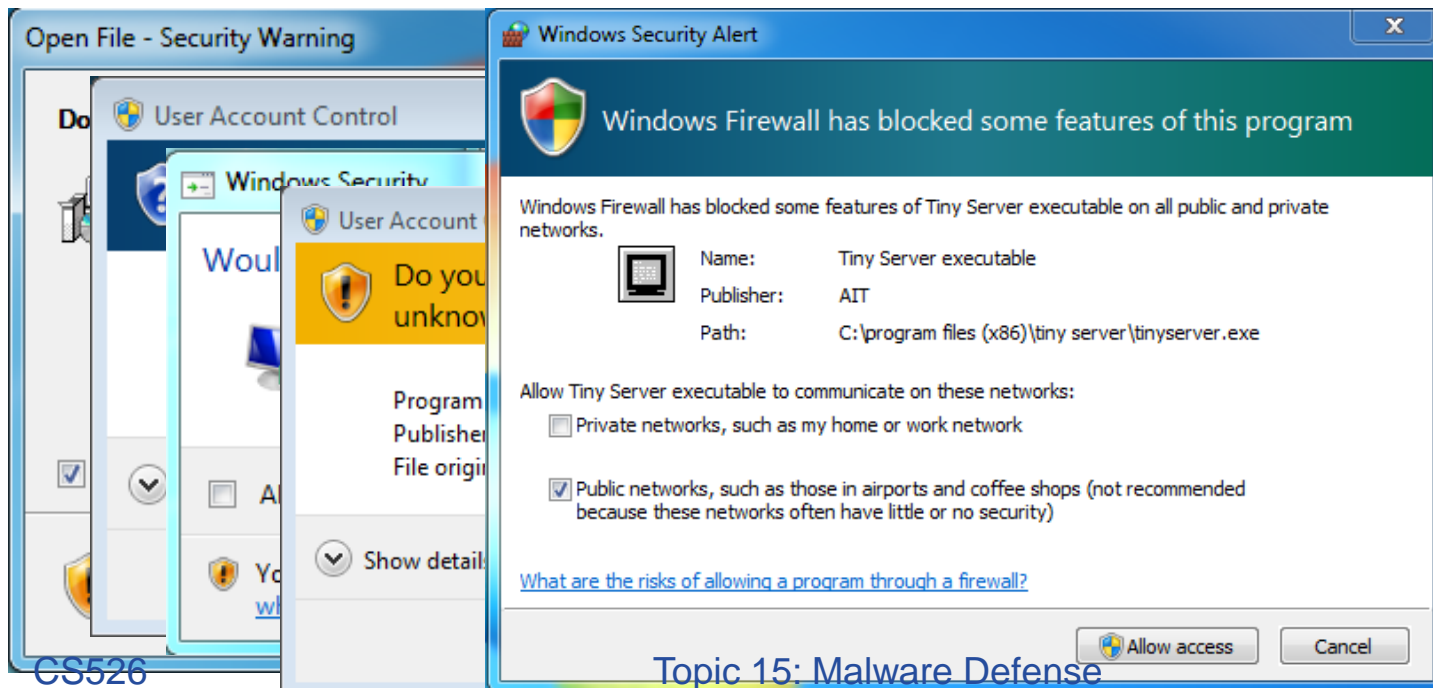 Open File - Security Warning
Do
User Account Control
Windows Security
Woul
User Account
Do you
Program
Publisher
File origin
Show details
Windows Security Alert
Windows Firewall has blocked some features of this program
Windows Firewall has blocked some features of Tiny Server executable on all public and private
networks.
Name: Tiny Server executable
Publisher: AIT
Path: C:\program files (x86)\tiny server\tinyserver.exe
Allow Tiny Server executable to communicate on these networks:
Private networks, such as my home or work network
Public networks, such as those in airports and coffee shops (not recommended
because these networks often have little or no security)
What are the risks of allowing a program through a firewall?
Allow access Cancel
CS526 Topic 15: Malware Defense